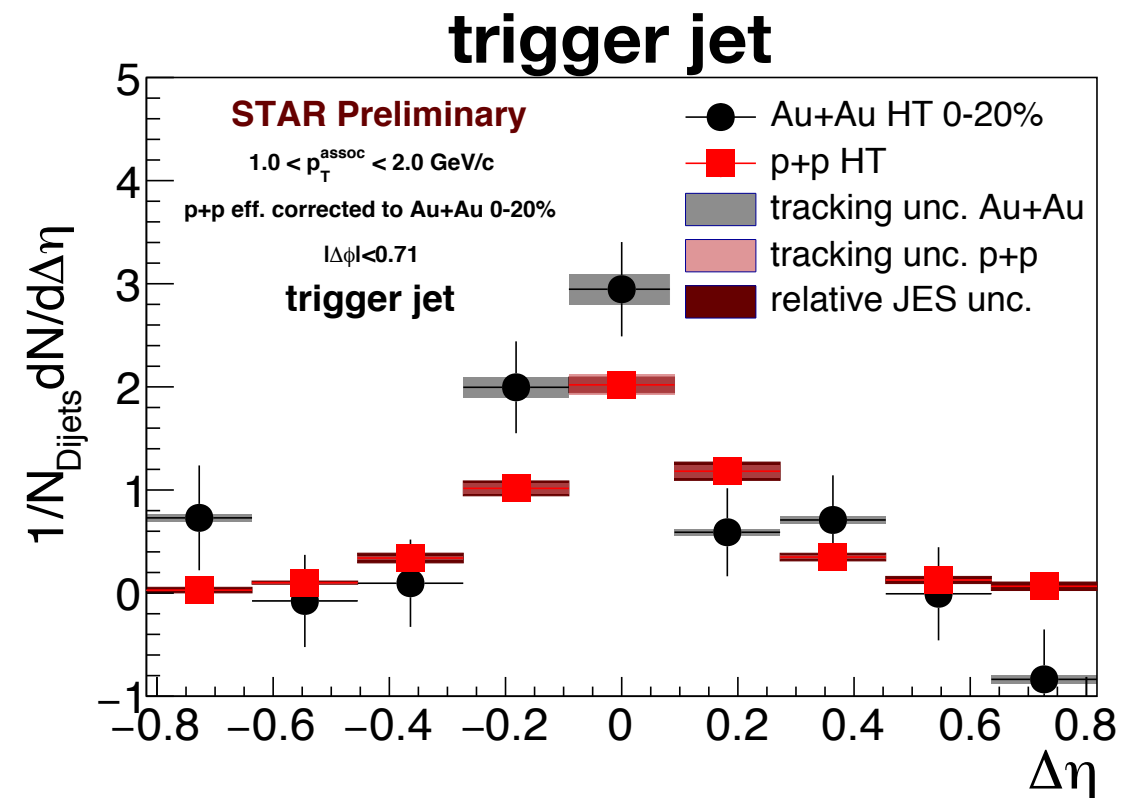 trigger jet
STAR Preliminary
1.0 < p_T^assoc < 2.0 GeV/c
p+p eff. corrected to Au+Au 0-20%
|Δϕ|<0.71
trigger jet
Au+Au HT 0-20%
p+p HT
tracking unc. Au+Au
tracking unc. p+p
relative JES unc.
1/N_Dijets dN/dΔη
5
4
3
2
1
0
−1
−0.8 −0.6 −0.4 −0.2 0 0.2 0.4 0.6 0.8
Δη